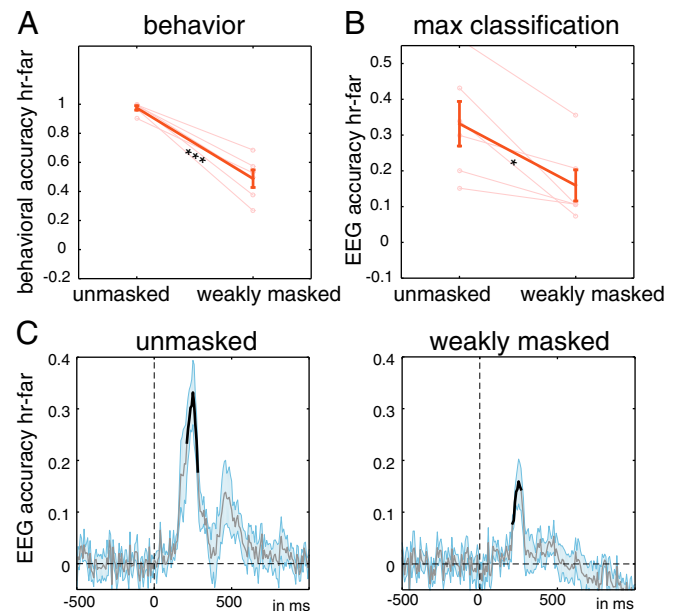 A
behavior
behavioral accuracy hr-far
1
0.8
0.6
0.4
0.2
0
-0.2
***
unmasked
weakly masked
B
max classification
EEG accuracy hr-far
0.5
0.4
0.3
0.2
0.1
0
-0.1
*
unmasked
weakly masked
C
unmasked
EEG accuracy hr-far
0.4
0.3
0.2
0.1
0
-500
0
500
in ms
weakly masked
0.4
0.3
0.2
0.1
0
-500
0
500
in ms